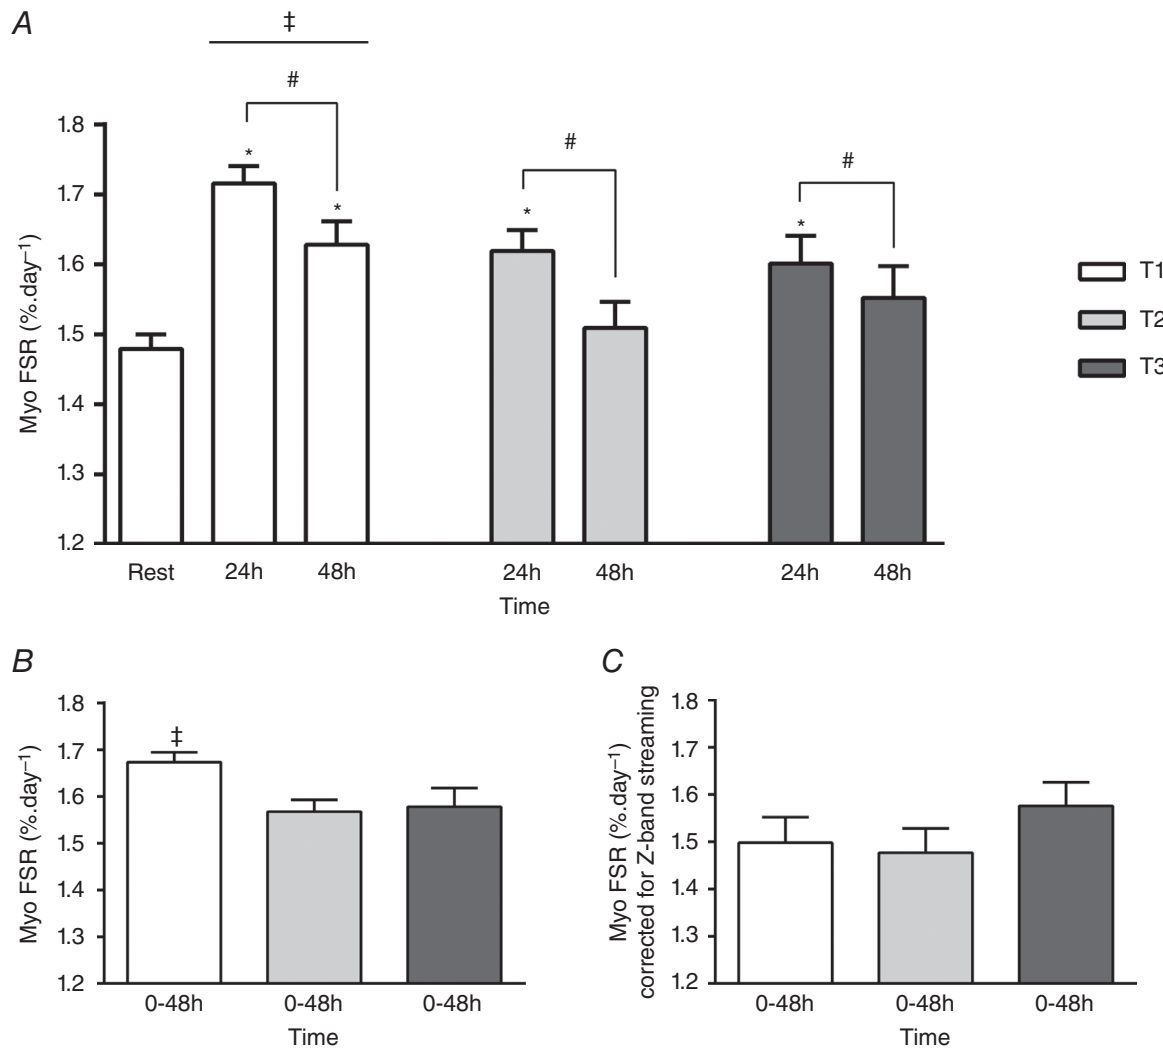 A
‡
#
#
#
1.8
1.7
1.6
1.5
1.4
1.3
1.2
Myo FSR (%.day⁻¹)
*
*
*
*
Rest 24h 48h 24h 48h 24h 48h
Time
T1
T2
T3
B
1.8
1.7
1.6
1.5
1.4
1.3
1.2
Myo FSR (%.day⁻¹)
‡
0-48h 0-48h 0-48h
Time
C
1.8
1.7
1.6
1.5
1.4
1.3
1.2
Myo FSR (%.day⁻¹)
corrected for Z-band streaming
0-48h 0-48h 0-48h
Time